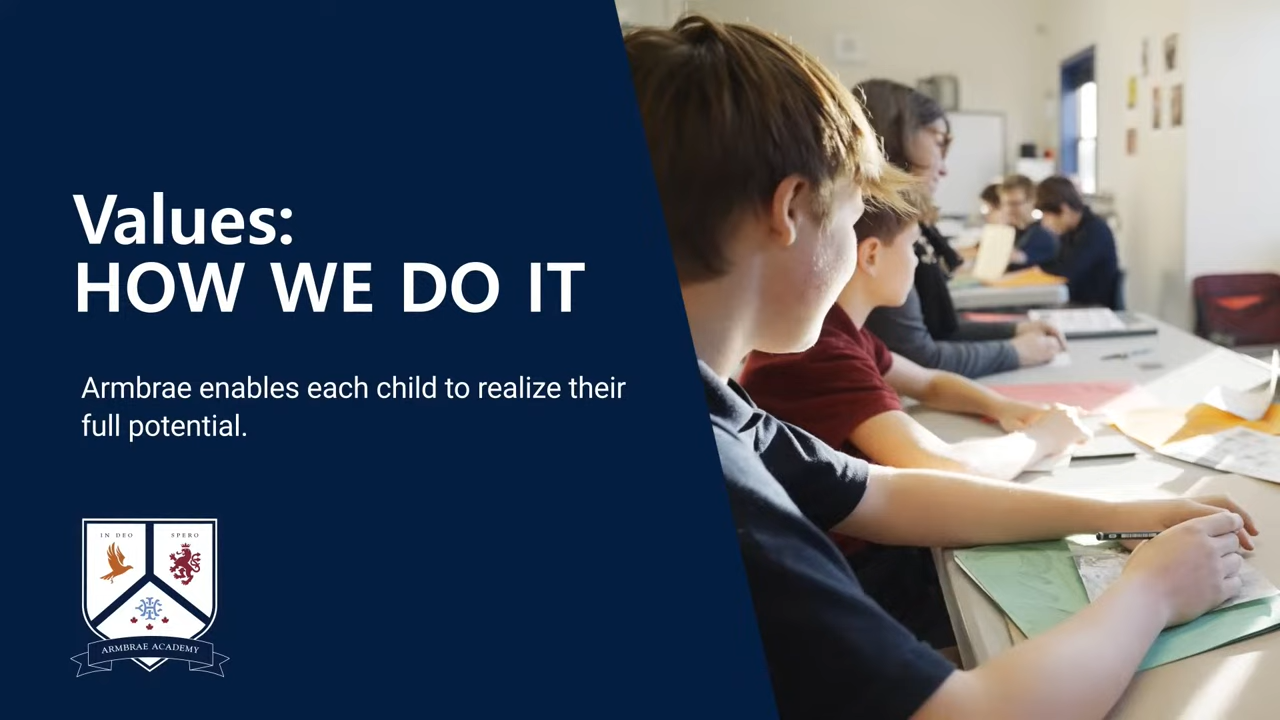 Values:
HOW WE DO IT
Armbrae enables each child to realize their
full potential.
IN DEO SPERO
ARMBRAE ACADEMY